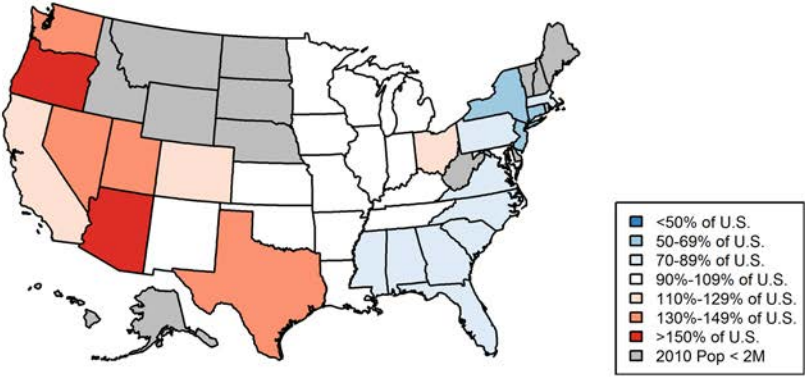 <50% of U.S.
50-69% of U.S.
70-89% of U.S.
90%-109% of U.S.
110%-129% of U.S.
130%-149% of U.S.
>150% of U.S.
2010 Pop < 2M